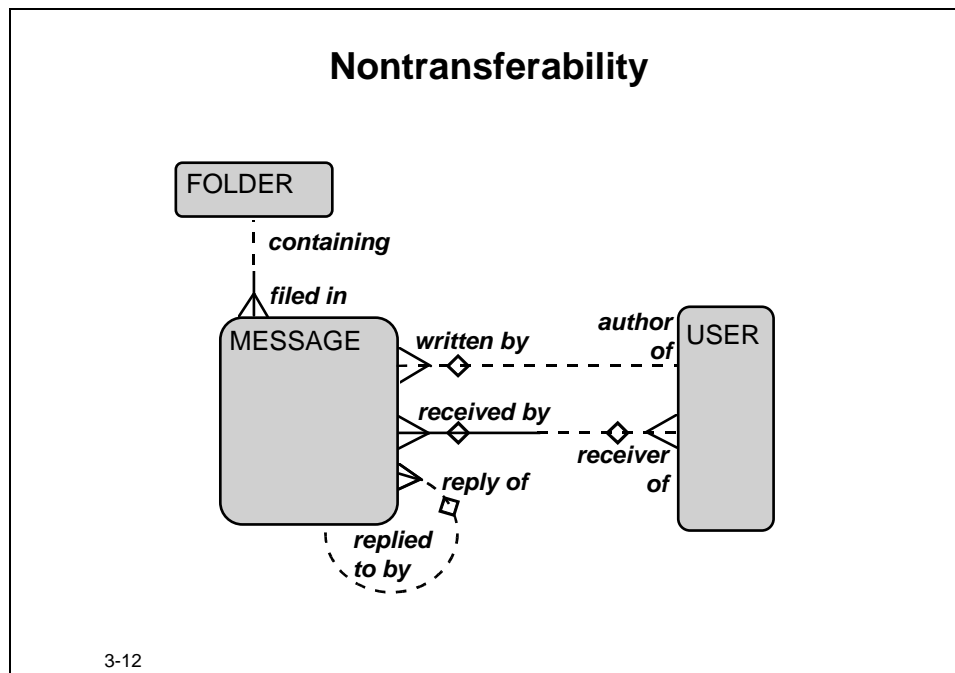 Nontransferability
FOLDER
containing
filed in
MESSAGE
written by
author
of
USER
received by
receiver
of
reply of
replied
to by
3-12